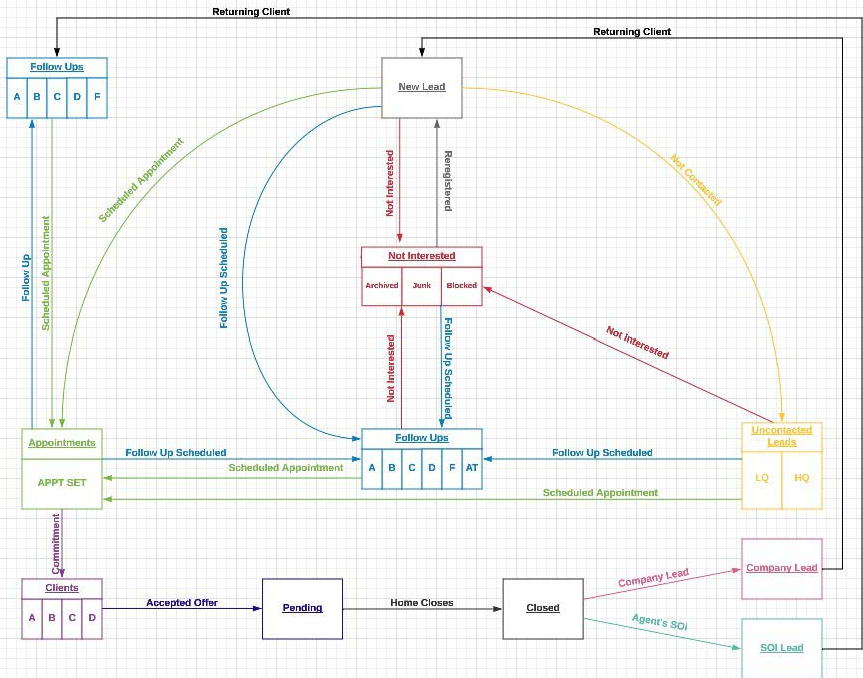 Returning Client
Returning Client
Follow Ups
A B C D F
New Lead
Scheduled Appointment
Not Contacted
Not Interested
Reregistered
Follow Up
Scheduled Appointment
Follow Up Scheduled
Not Interested
Archived Junk Blocked
Not Interested
Follow Up Scheduled
Not Interested
Appointments
APPT SET
Follow Up Scheduled
Scheduled Appointment
Follow Ups
A B C D F AT
Follow Up Scheduled
Scheduled Appointment
Uncontacted
Leads
LQ HQ
Commitment
Clients
A B C D
Accepted Offer
Pending
Home Closes
Closed
Company Lead
Agent's SOI
Company Lead
SOI Lead